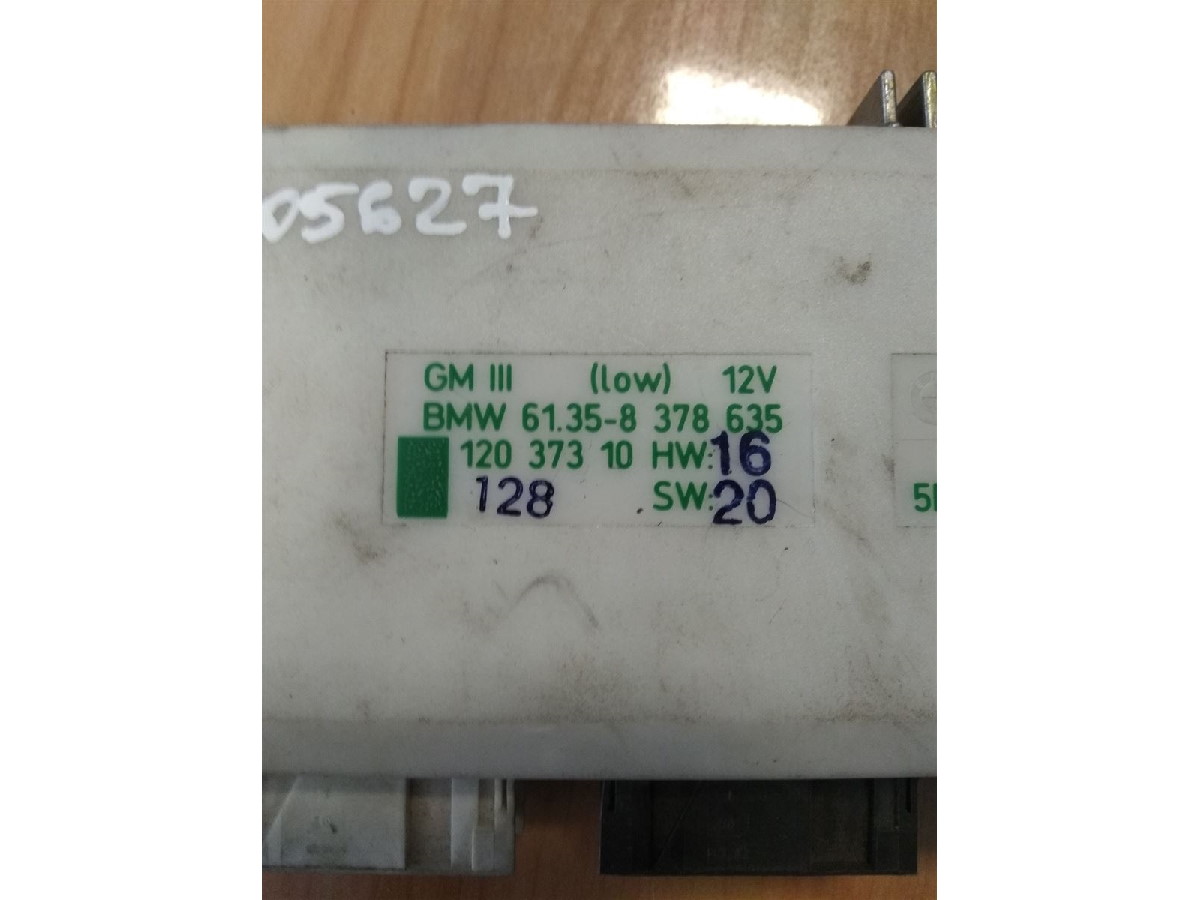 05627
GM III (low) 12V
BMW 61.35-8 378 635
120 373 10 HW:16
128 SW:20